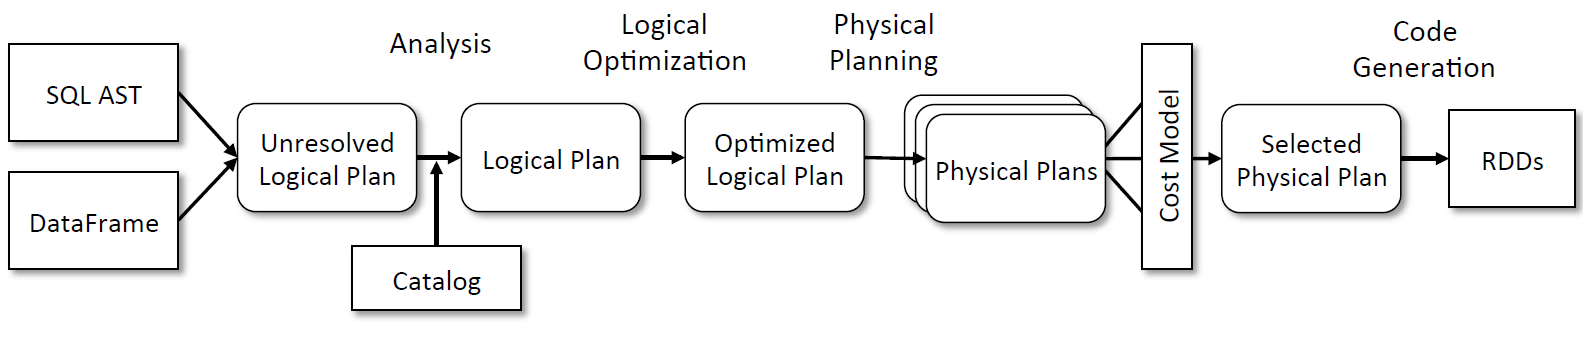 SQL AST
DataFrame
Analysis
Unresolved
Logical Plan
Catalog
Logical Plan
Logical
Optimization
Optimized
Logical Plan
Physical
Planning
Physical Plans
Cost Model
Selected
Physical Plan
Code
Generation
RDDs